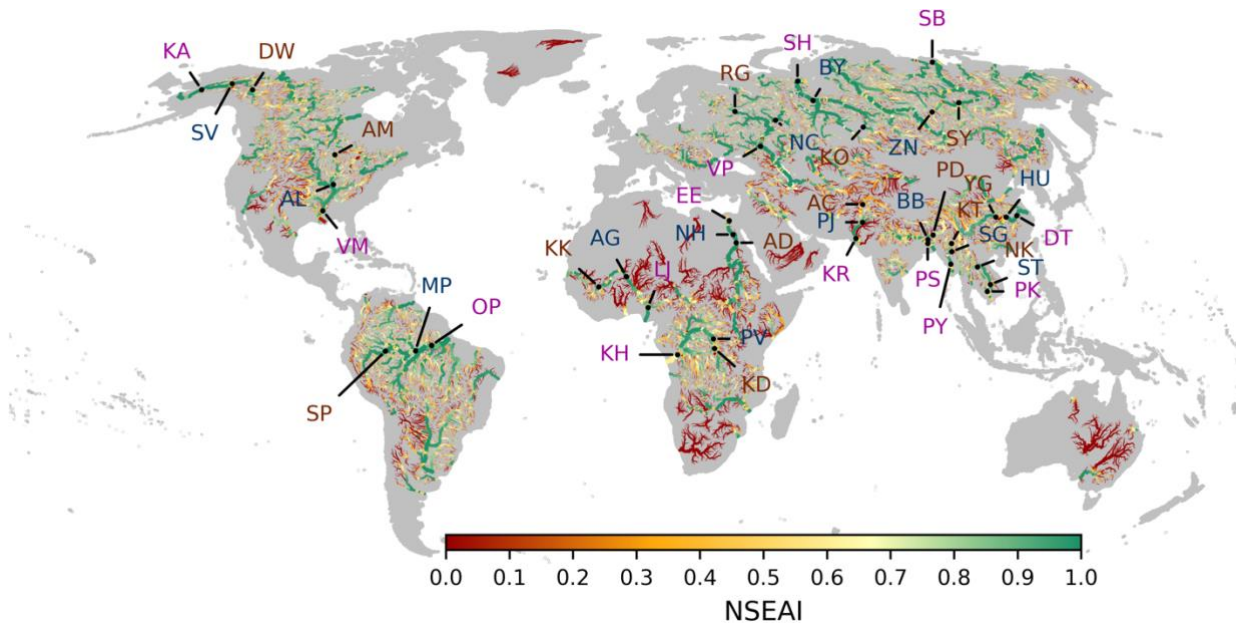 SB
KA
DW
SH
BY
RG
SV
AM
NC
KO
ZN
SY
VP
PD
YG
HU
AL
EE
AC
PJ
BB
KT
SG
NK
DT
VM
KK
AG
NH
AD
LJ
KR
PS
ST
PK
MP
OP
KH
PV
PY
SP
KD
0.0 0.1 0.2 0.3 0.4 0.5 0.6 0.7 0.8 0.9 1.0
NSEAI